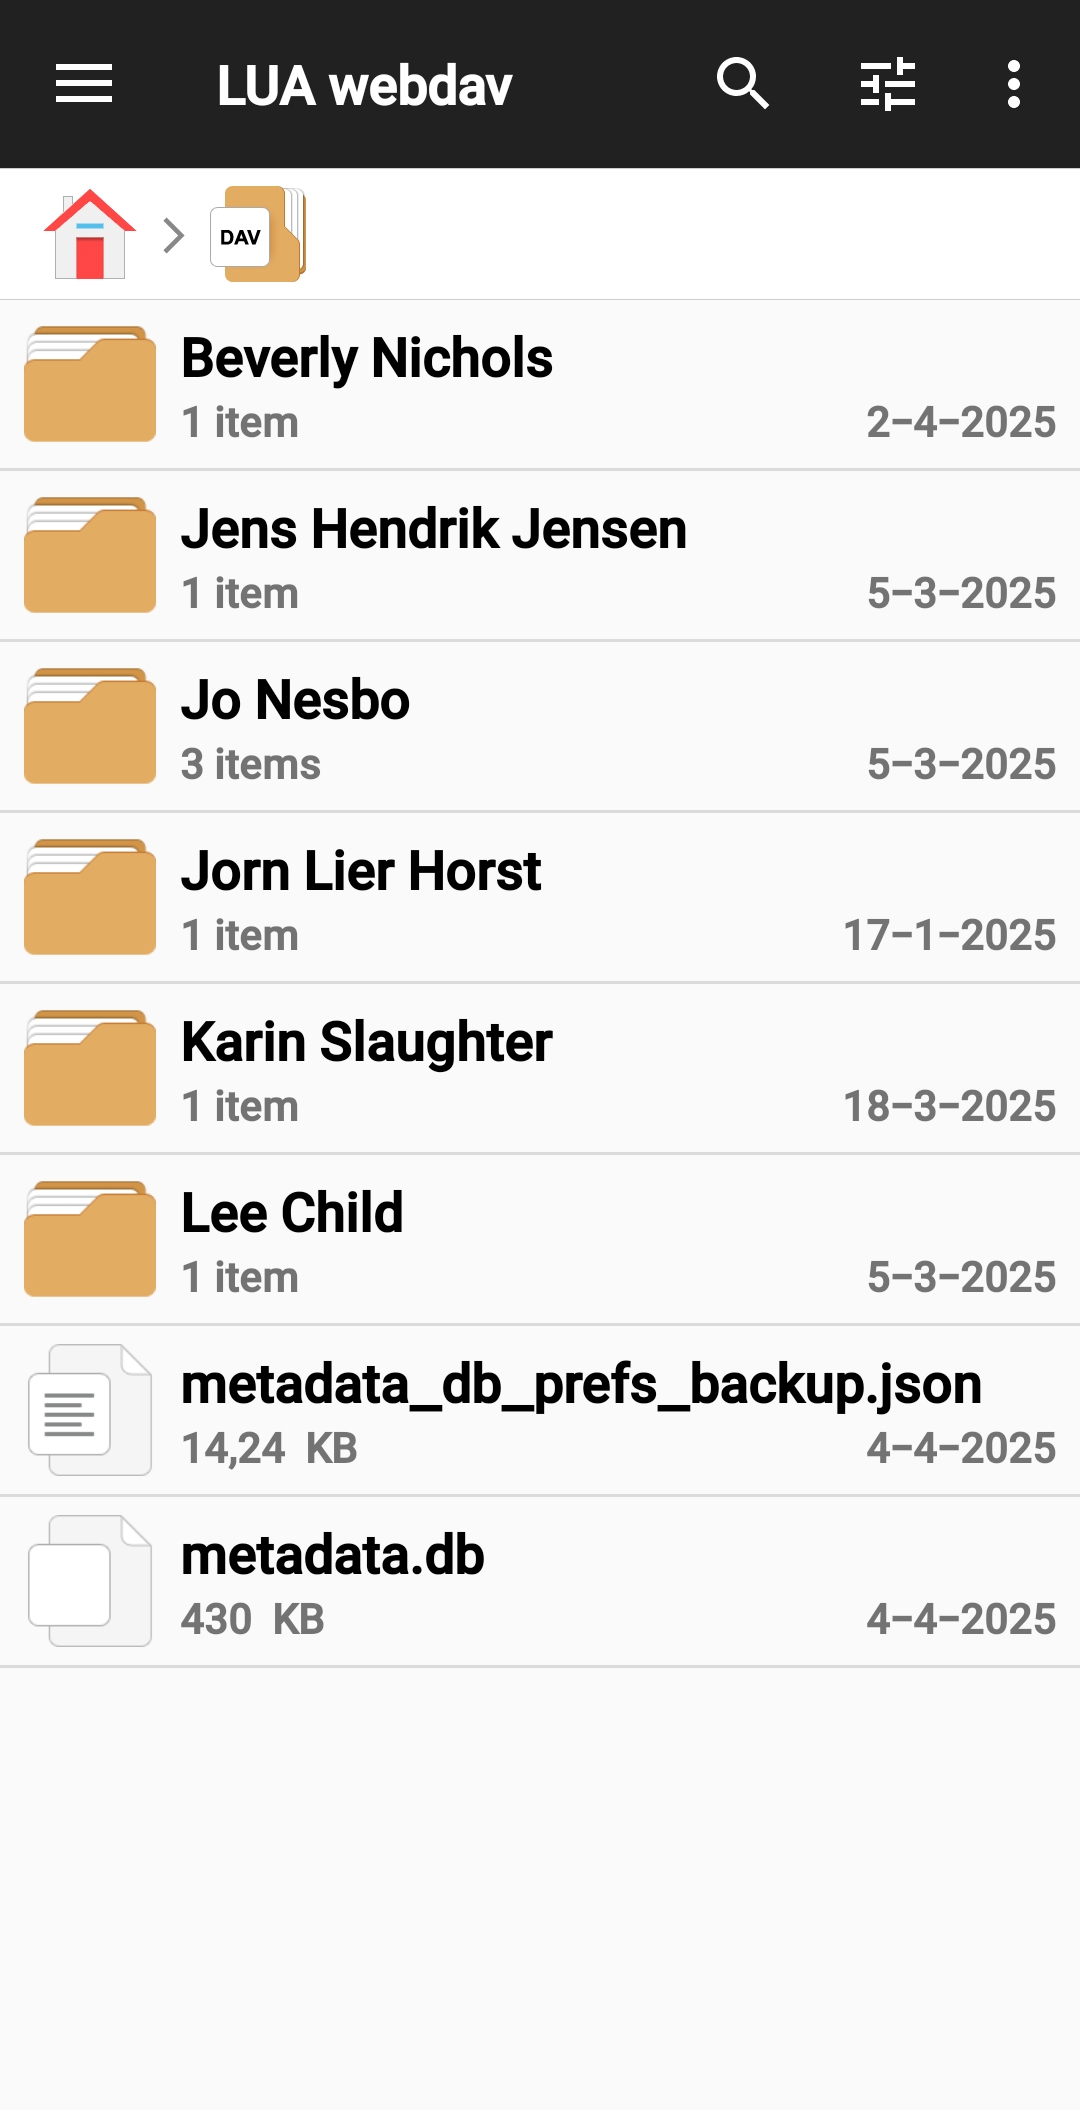 LUA webdav
DAV
Beverly Nichols
1 item 2-4-2025
Jens Hendrik Jensen
1 item 5-3-2025
Jo Nesbo
3 items 5-3-2025
Jorn Lier Horst
1 item 17-1-2025
Karin Slaughter
1 item 18-3-2025
Lee Child
1 item 5-3-2025
metadata_db_prefs_backup.json
14,24 KB 4-4-2025
metadata.db
430 KB 4-4-2025